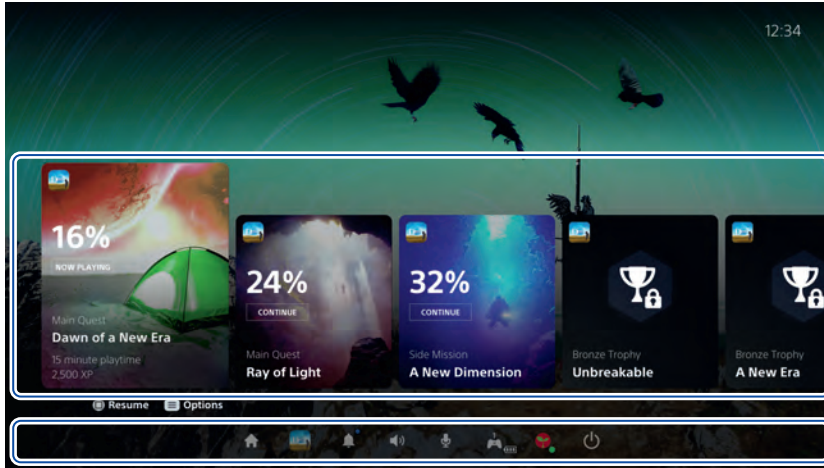 12:34
16%
NOW PLAYING
Main Quest
Dawn of a New Era
15 minute playtime
2,500 XP
24%
CONTINUE
Main Quest
Ray of Light
32%
CONTINUE
Side Mission
A New Dimension
Bronze Trophy
Unbreakable
Bronze Trophy
A New Era
Resume
Options